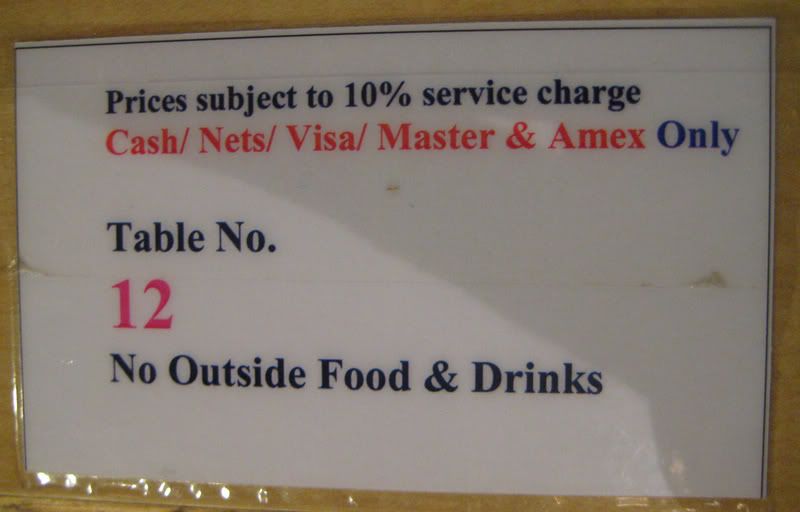 Prices subject to 10% service charge
Cash/ Nets/ Visa/ Master & Amex Only
Table No.
12
No Outside Food & Drinks